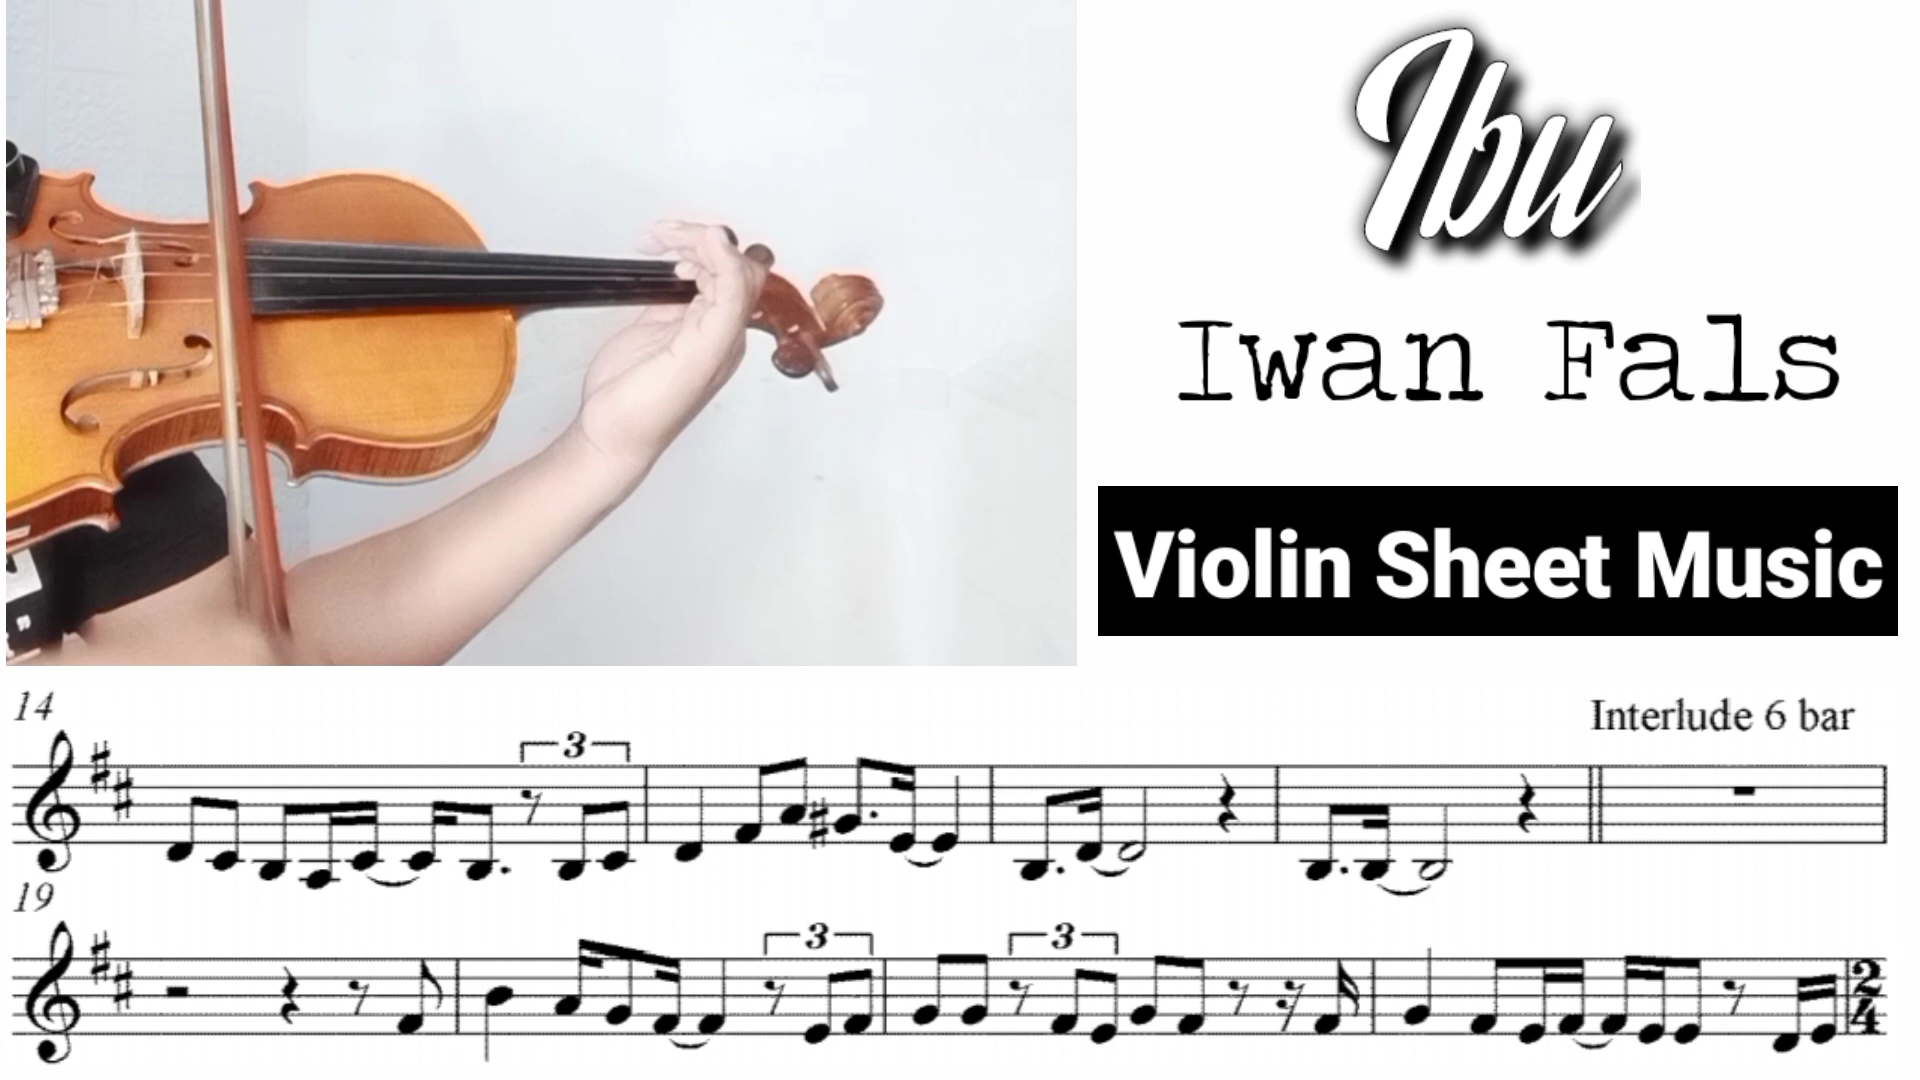 Ibu
Iwan Fals
Violin Sheet Music
14
Interlude 6 bar
3
19
3
3
2
4